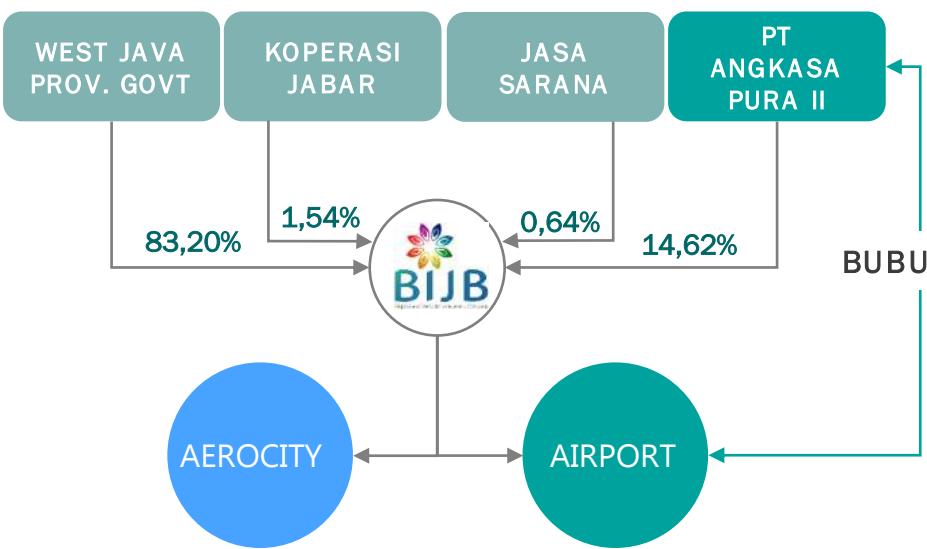 WEST JAVA
PROV. GOVT
KOPERASI
JABAR
JASA
SARANA
PT
ANGKASA
PURA II
83,20%
1,54%
0,64%
14,62%
BIJB
BUBU
AEROCITY
AIRPORT